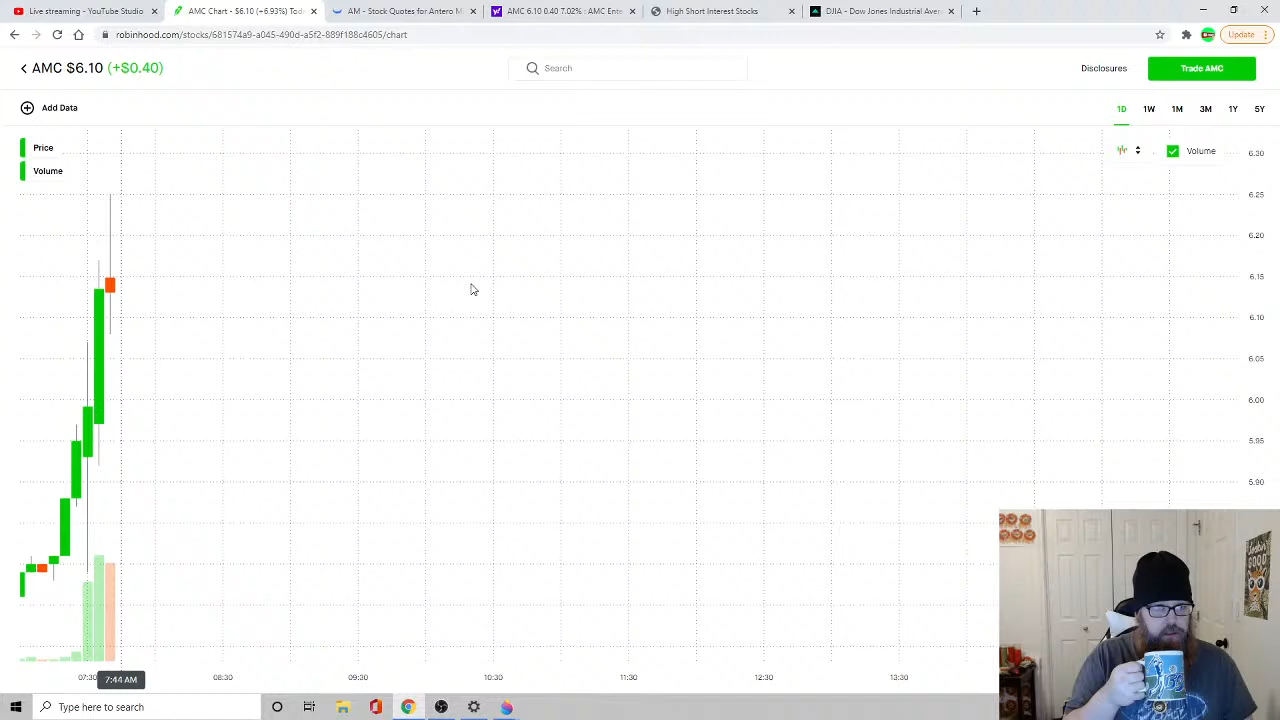 Live streaming - YouTube Studio
AMC Chart - $6.10 (+6.93%) Tod
AM - Stock Quotes for Antero M
AMC 6.10 0.40 7.02% : AMC Ente
High Short Interest Stocks
DJIA - Dow Jones Industrial Aver
robinhood.com/stocks/681574a9-a045-490d-a5f2-889f188c4605/chart
Update
AMC $6.10 (+$0.40)
Search
Disclosures
Trade AMC
Add Data
1D
1W
1M
3M
1Y
5Y
Price
Volume
Volume
6.30
6.25
6.20
6.15
6.10
6.05
6.00
5.95
5.90
07:30
7:44 AM
08:30
09:30
10:30
11:30
12:30
13:30
Type here to search